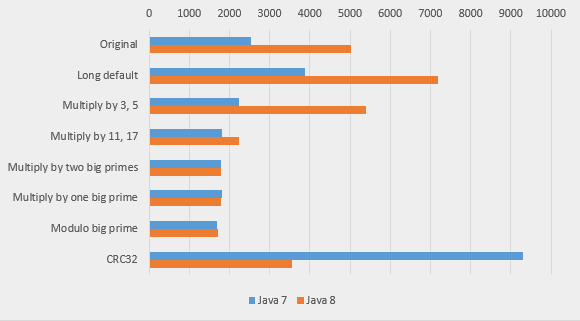 0 1000 2000 3000 4000 5000 6000 7000 8000 9000 10000
Original
Long default
Multiply by 3, 5
Multiply by 11, 17
Multiply by two big primes
Multiply by one big prime
Modulo big prime
CRC32
Java 7 Java 8